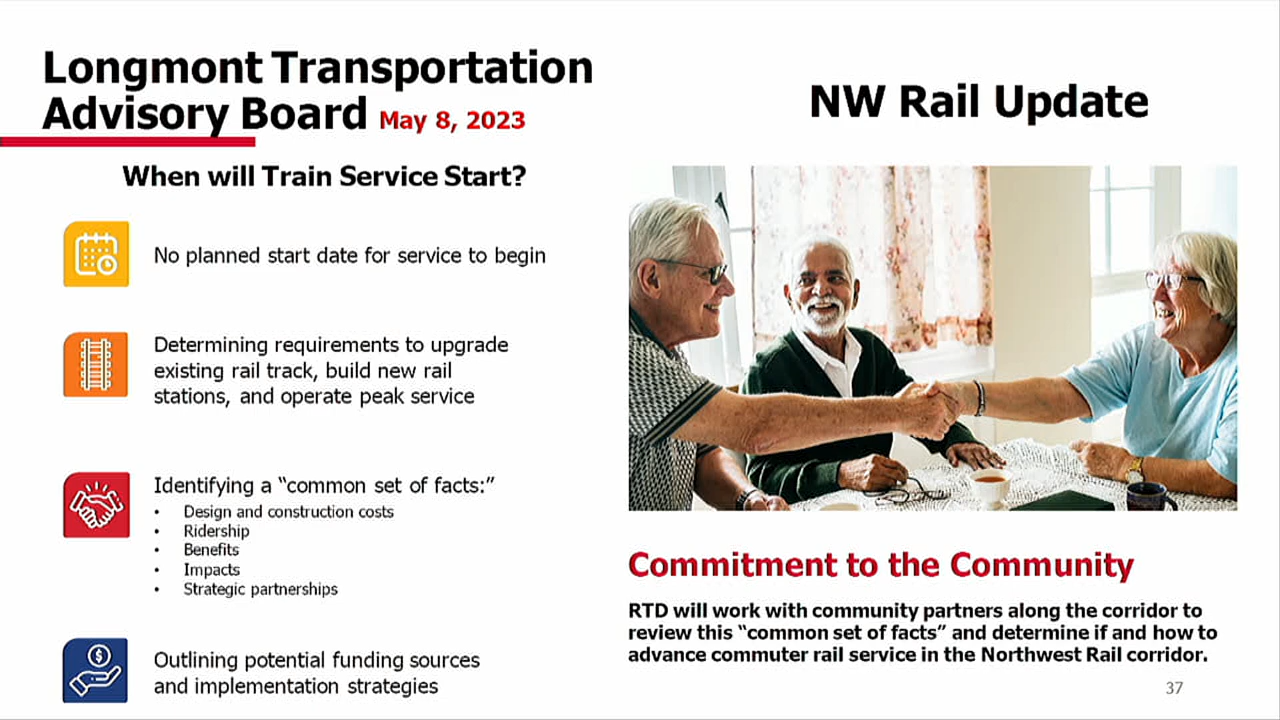 Longmont Transportation
Advisory Board May 8, 2023
NW Rail Update
When will Train Service Start?
No planned start date for service to begin
Determining requirements to upgrade
existing rail track, build new rail
stations, and operate peak service
Identifying a “common set of facts:”
• Design and construction costs
• Ridership
• Benefits
• Impacts
• Strategic partnerships
$
Outlining potential funding sources
and implementation strategies
Commitment to the Community
RTD will work with community partners along the corridor to
review this “common set of facts” and determine if and how to
advance commuter rail service in the Northwest Rail corridor.
37